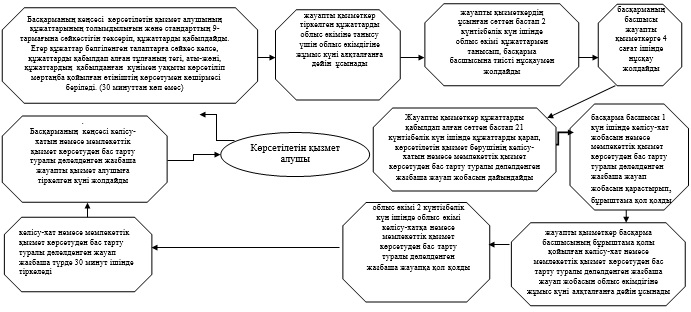 Басқарманың кеңсесі көрсетілетін қызмет алушының
құжаттарының толымдылығын және стандарттың 9-
тармағына сәйкестігін тексеріп, құжаттарды қабылдайды.
Егер құжаттар белгіленген талаптарға сәйкес келсе,
құжаттарды қабылдап алған тұлғаның тегі, аты-жөні,
құжаттардың қабылданған күнімен уақыты көрсетіліп
мөртаңба қойылған өтініштің көрсетумен көшірмесі
беріледі. (30 минуттан көп емес)
жауапты қызметкер
тіркелген құжаттарды
облыс әкіміне танысу
үшін облыс әкімдігіне
жұмыс күні аяқталғанға
дейін ұсынады
жауапты қызметкердің
ұсынған сәттен бастап 2
күнтізбелік күн ішінде
облыс әкімі құжаттармен
танысып, басқарма
басшысына тиісті нұсқаумен
жолдайды
басқарманың
басшысы
жауапты
қызметкерге 4
сағат ішінде
нұсқау
жолдайды
Жауапты қызметкер құжаттарды
қабылдап алған сәттен бастап 21
күнтізбелік күн ішінде құжаттарды қарап,
көрсетілетін қызмет берушінің келісу-
хатын немесе мемлекеттік қызмет
көрсетуден бас тарту туралы дәлелденген
жазбаша жауап жобасын дайындайды
басқарма басшысы 1
күн ішінде келісу-хат
жобасын немесе
мемлекеттік қызмет
көрсетуден бас тарту
туралы дәлелденген
жазбаша жауап
жобасын қарастырып,
бұрыштама қол қояды
жауапты қызметкер басқарма
басшысының бұрыштама қолы
қойылған келісу-хат немесе
мемлекеттік қызмет көрсетуден бас
тарту туралы дәлелденген жазбаша
жауап жобасын облыс әкімдігіне
жұмыс күні аяқталғанға дейін ұсынады
облыс әкімі 2 күнтізбелік
күн ішінде облыс әкімі
келісу-хатқа немесе
мемлекеттік қызмет
көрсетуден бас тарту
туралы дәлелденген
жазбаша жауапқа қол қояды
келісу-хат немесе мемлекеттік
қызмет көрсетуден бас тарту
туралы дәлелденген жауап
жазбаша түрде 30 минут ішінде
тіркеледі
.
Басқарманың кеңсесі келісу-
хатын немесе мемлекеттік
қызмет көрсетуден бас тарту
туралы дәлелденген жазбаша
жауапты қызмет алушыға
тіркелген күні жолдайды
Көрсетілетін қызмет
алушы